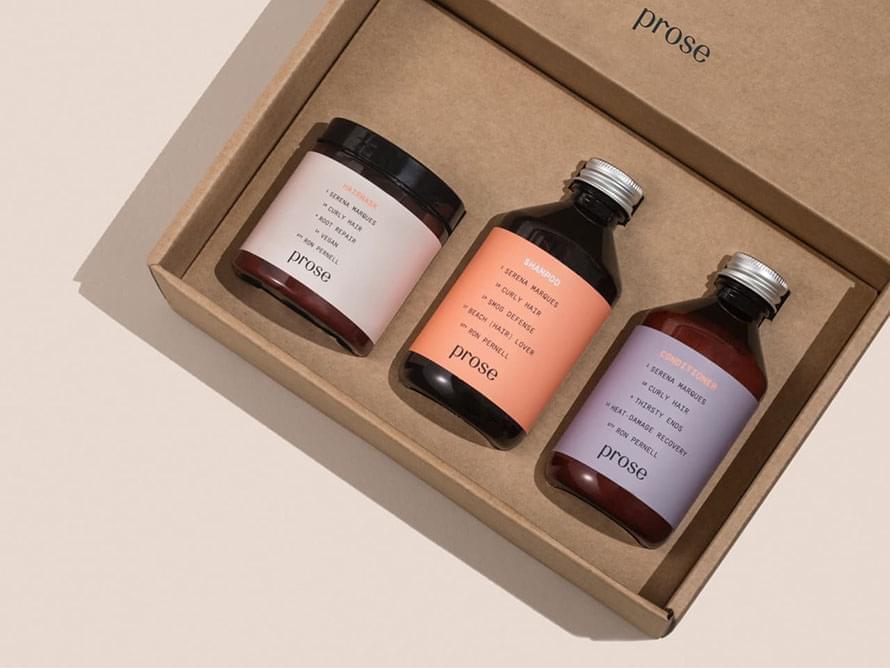 prose
HAIRMASK
SERENA MARQUES
CURLY HAIR
ROOT REPAIR
VEGAN
RON PERNELL
prose
SHAMPOO
SERENA MARQUES
CURLY HAIR
SMOG DEFENSE
BEACH (HAIR) LOVER
RON PERNELL
prose
CONDITIONER
SERENA MARQUES
CURLY HAIR
THIRSTY ENDS
HEAT-DAMAGE RECOVERY
RON PERNELL
prose